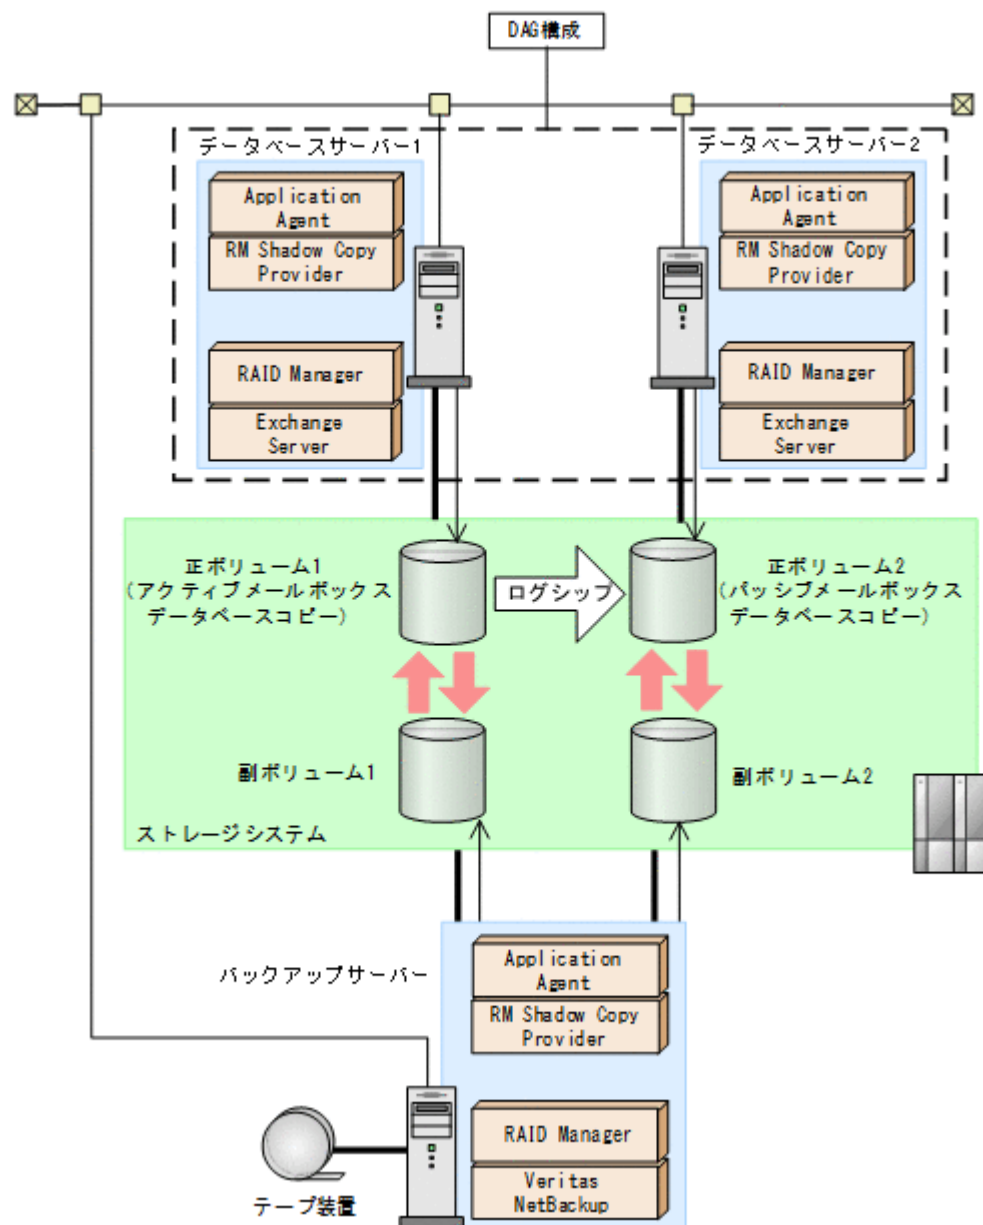 DAG構成
データベースサーバー1
Application
Agent
RM Shadow Copy
Provider
RAID Manager
Exchange
Server
データベースサーバー2
Application
Agent
RM Shadow Copy
Provider
RAID Manager
Exchange
Server
正ボリューム1
(アクティブメールボックス
データベースコピー)
ログシップ
正ボリューム2
(パッシブメールボックス
データベースコピー)
副ボリューム1
副ボリューム2
ストレージシステム
バックアップサーバー
Application
Agent
RM Shadow Copy
Provider
RAID Manager
Veritas
NetBackup
テープ装置